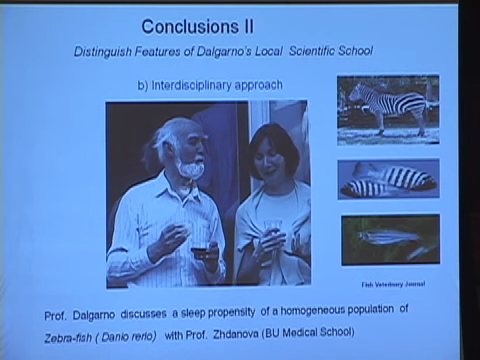 Conclusions II
Distinguish Features of Dalgarno's Local Scientific School
b) Interdisciplinary approach
Fish Veterinary Journal
Prof. Dalgarno discusses a sleep propensity of a homogeneous population of
Zebra-fish ( Danio rerio) with Prof. Zhdanova (BU Medical School)